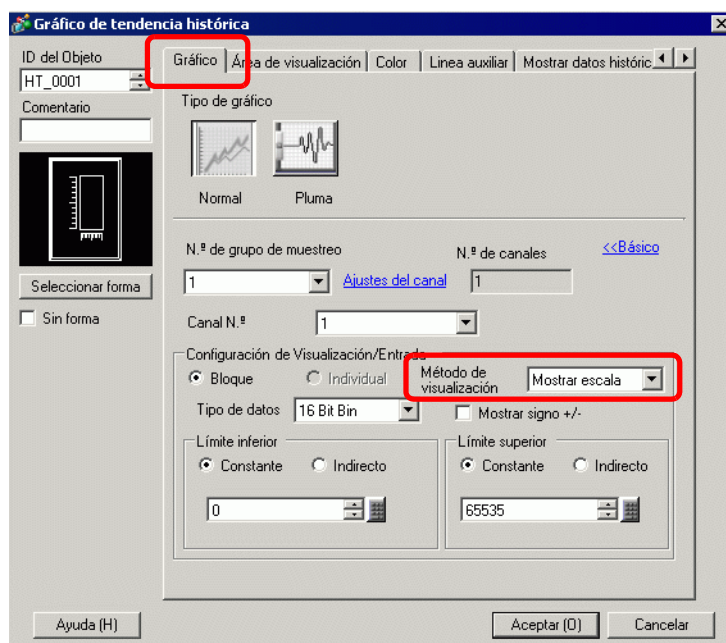 Gráfico de tendencia histórica
ID del Objeto
HT_0001
Comentario
Seleccionar forma
Sin forma
Gráfico Área de visualización Color Linea auxiliar Mostrar datos históric
Tipo de gráfico
Normal Pluma
N.º de grupo de muestreo N.º de canales <<Básico
1 Ajustes del canal 1
Canal N.º 1
Configuración de Visualización/Entrada
Bloque Individual Método de visualización Mostrar escala
Tipo de datos 16 Bit Bin Mostrar signo +/-
Límite inferior Límite superior
Constante Indirecto Constante Indirecto
0 65535
Ayuda (H) Aceptar (O) Cancelar